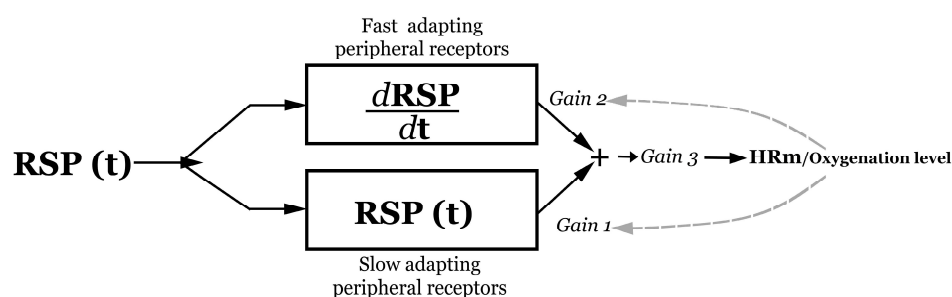 Fast adapting
peripheral receptors
dRSP
dt
Gain 2
RSP (t)
+
Gain 3
HRm/Oxygenation level
RSP (t)
Gain 1
Slow adapting
peripheral receptors